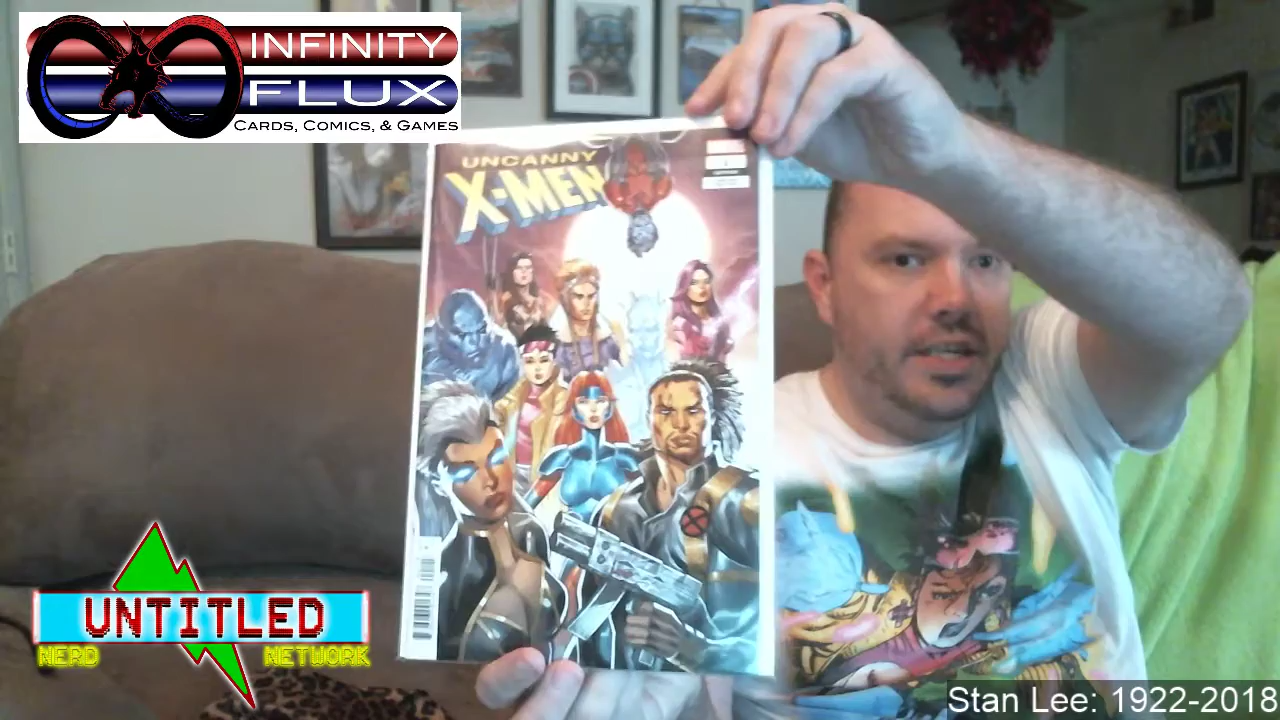 INFINITY
FLUX
CARDS, COMICS, & GAMES
UNCANNY
X-MEN
UNTITLED
NERD NETWORK
Stan Lee: 1922-2018